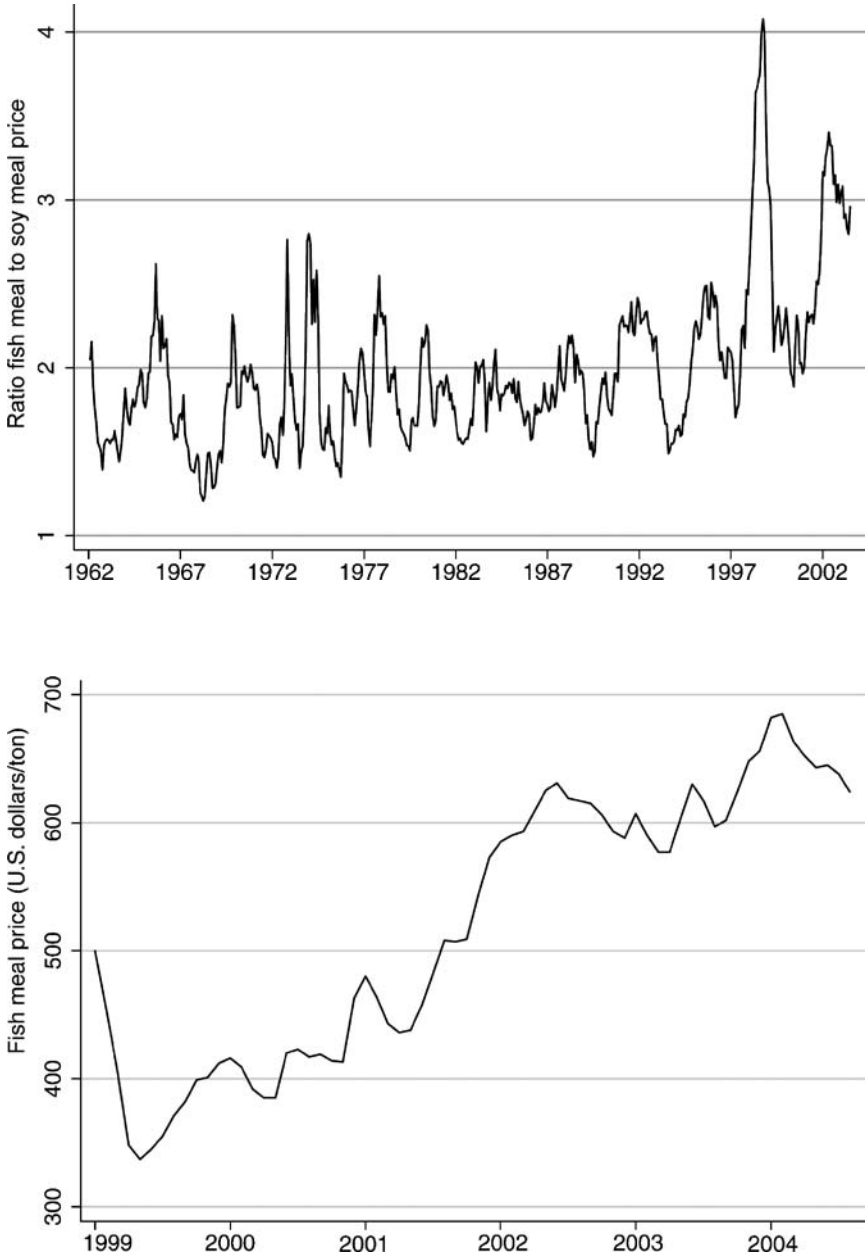 Ratio fish meal to soy meal price
4
3
2
1
1962 1967 1972 1977 1982 1987 1992 1997 2002
Fish meal price (U.S. dollars/ton)
700
600
500
400
300
1999 2000 2001 2002 2003 2004